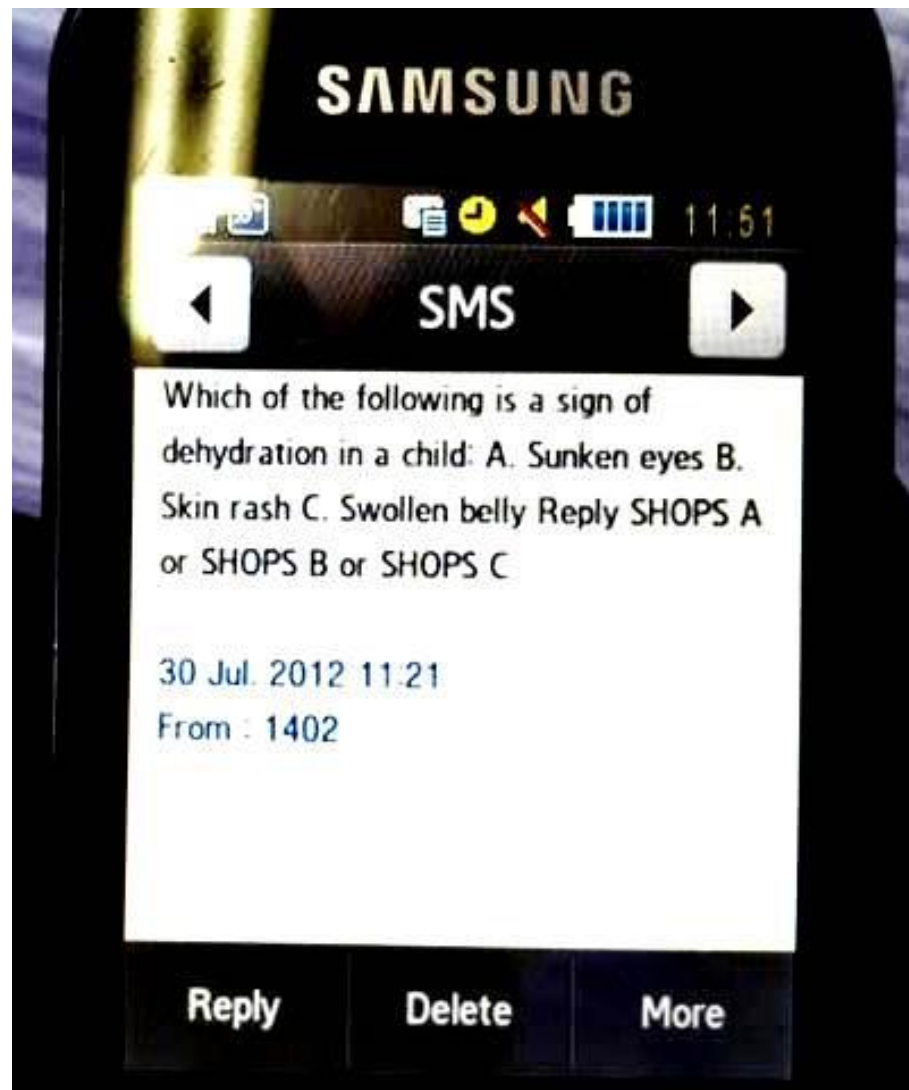 SAMSUNG
11:51
SMS
Which of the following is a sign of
dehydration in a child: A. Sunken eyes B.
Skin rash C. Swollen belly Reply SHOPS A
or SHOPS B or SHOPS C
30 Jul. 2012 11:21
From : 1402
Reply Delete More